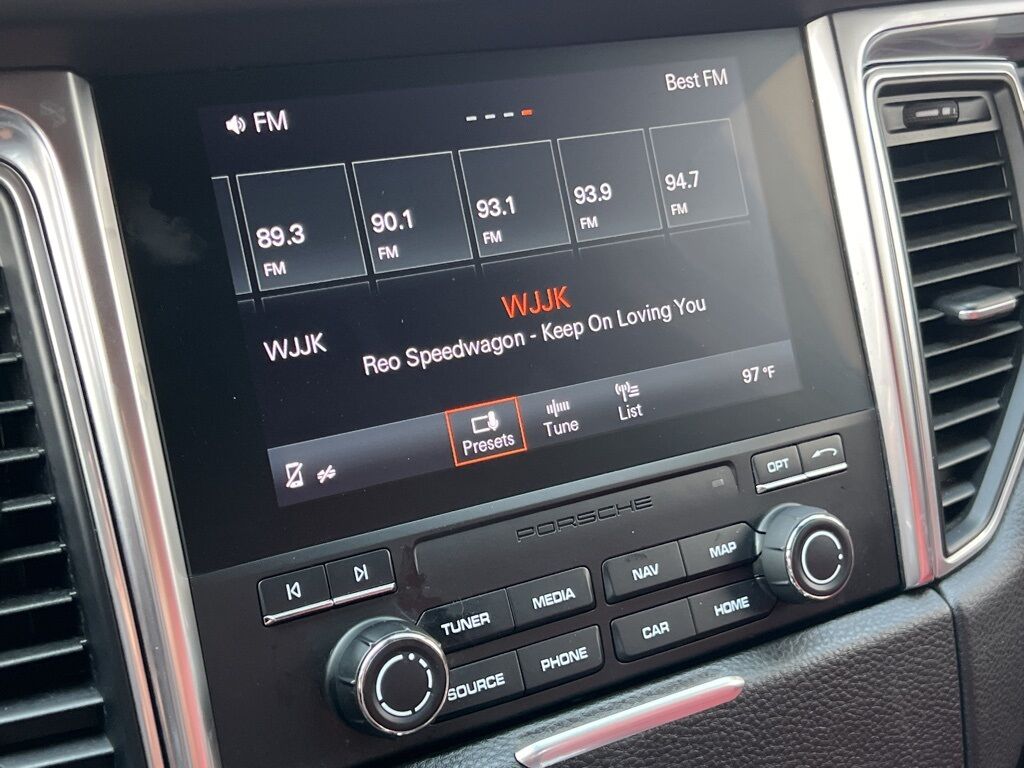 FM
Best FM
89.3
FM
90.1
FM
93.1
FM
93.9
FM
94.7
FM
WJJK
WJJK
Reo Speedwagon - Keep On Loving You
Presets
Tune
List
97 °F
PORSCHE
OPT
TUNER
MEDIA
NAV
MAP
SOURCE
PHONE
CAR
HOME